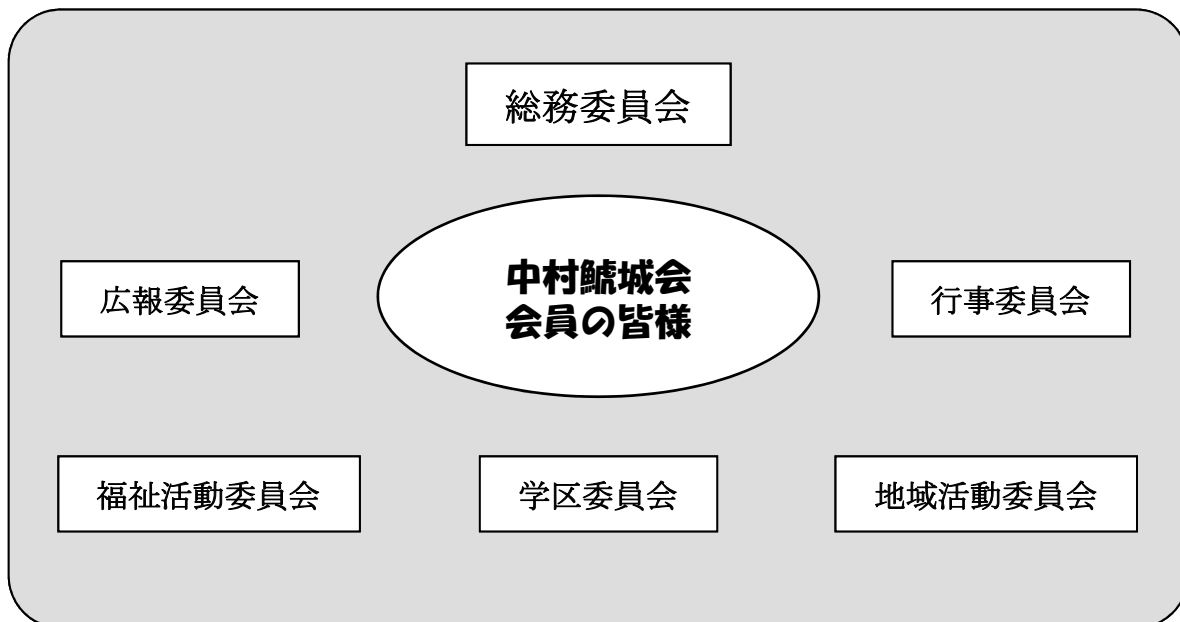 総務委員会
中村鯱城会
会員の皆様
広報委員会
行事委員会
福祉活動委員会
学区委員会
地域活動委員会